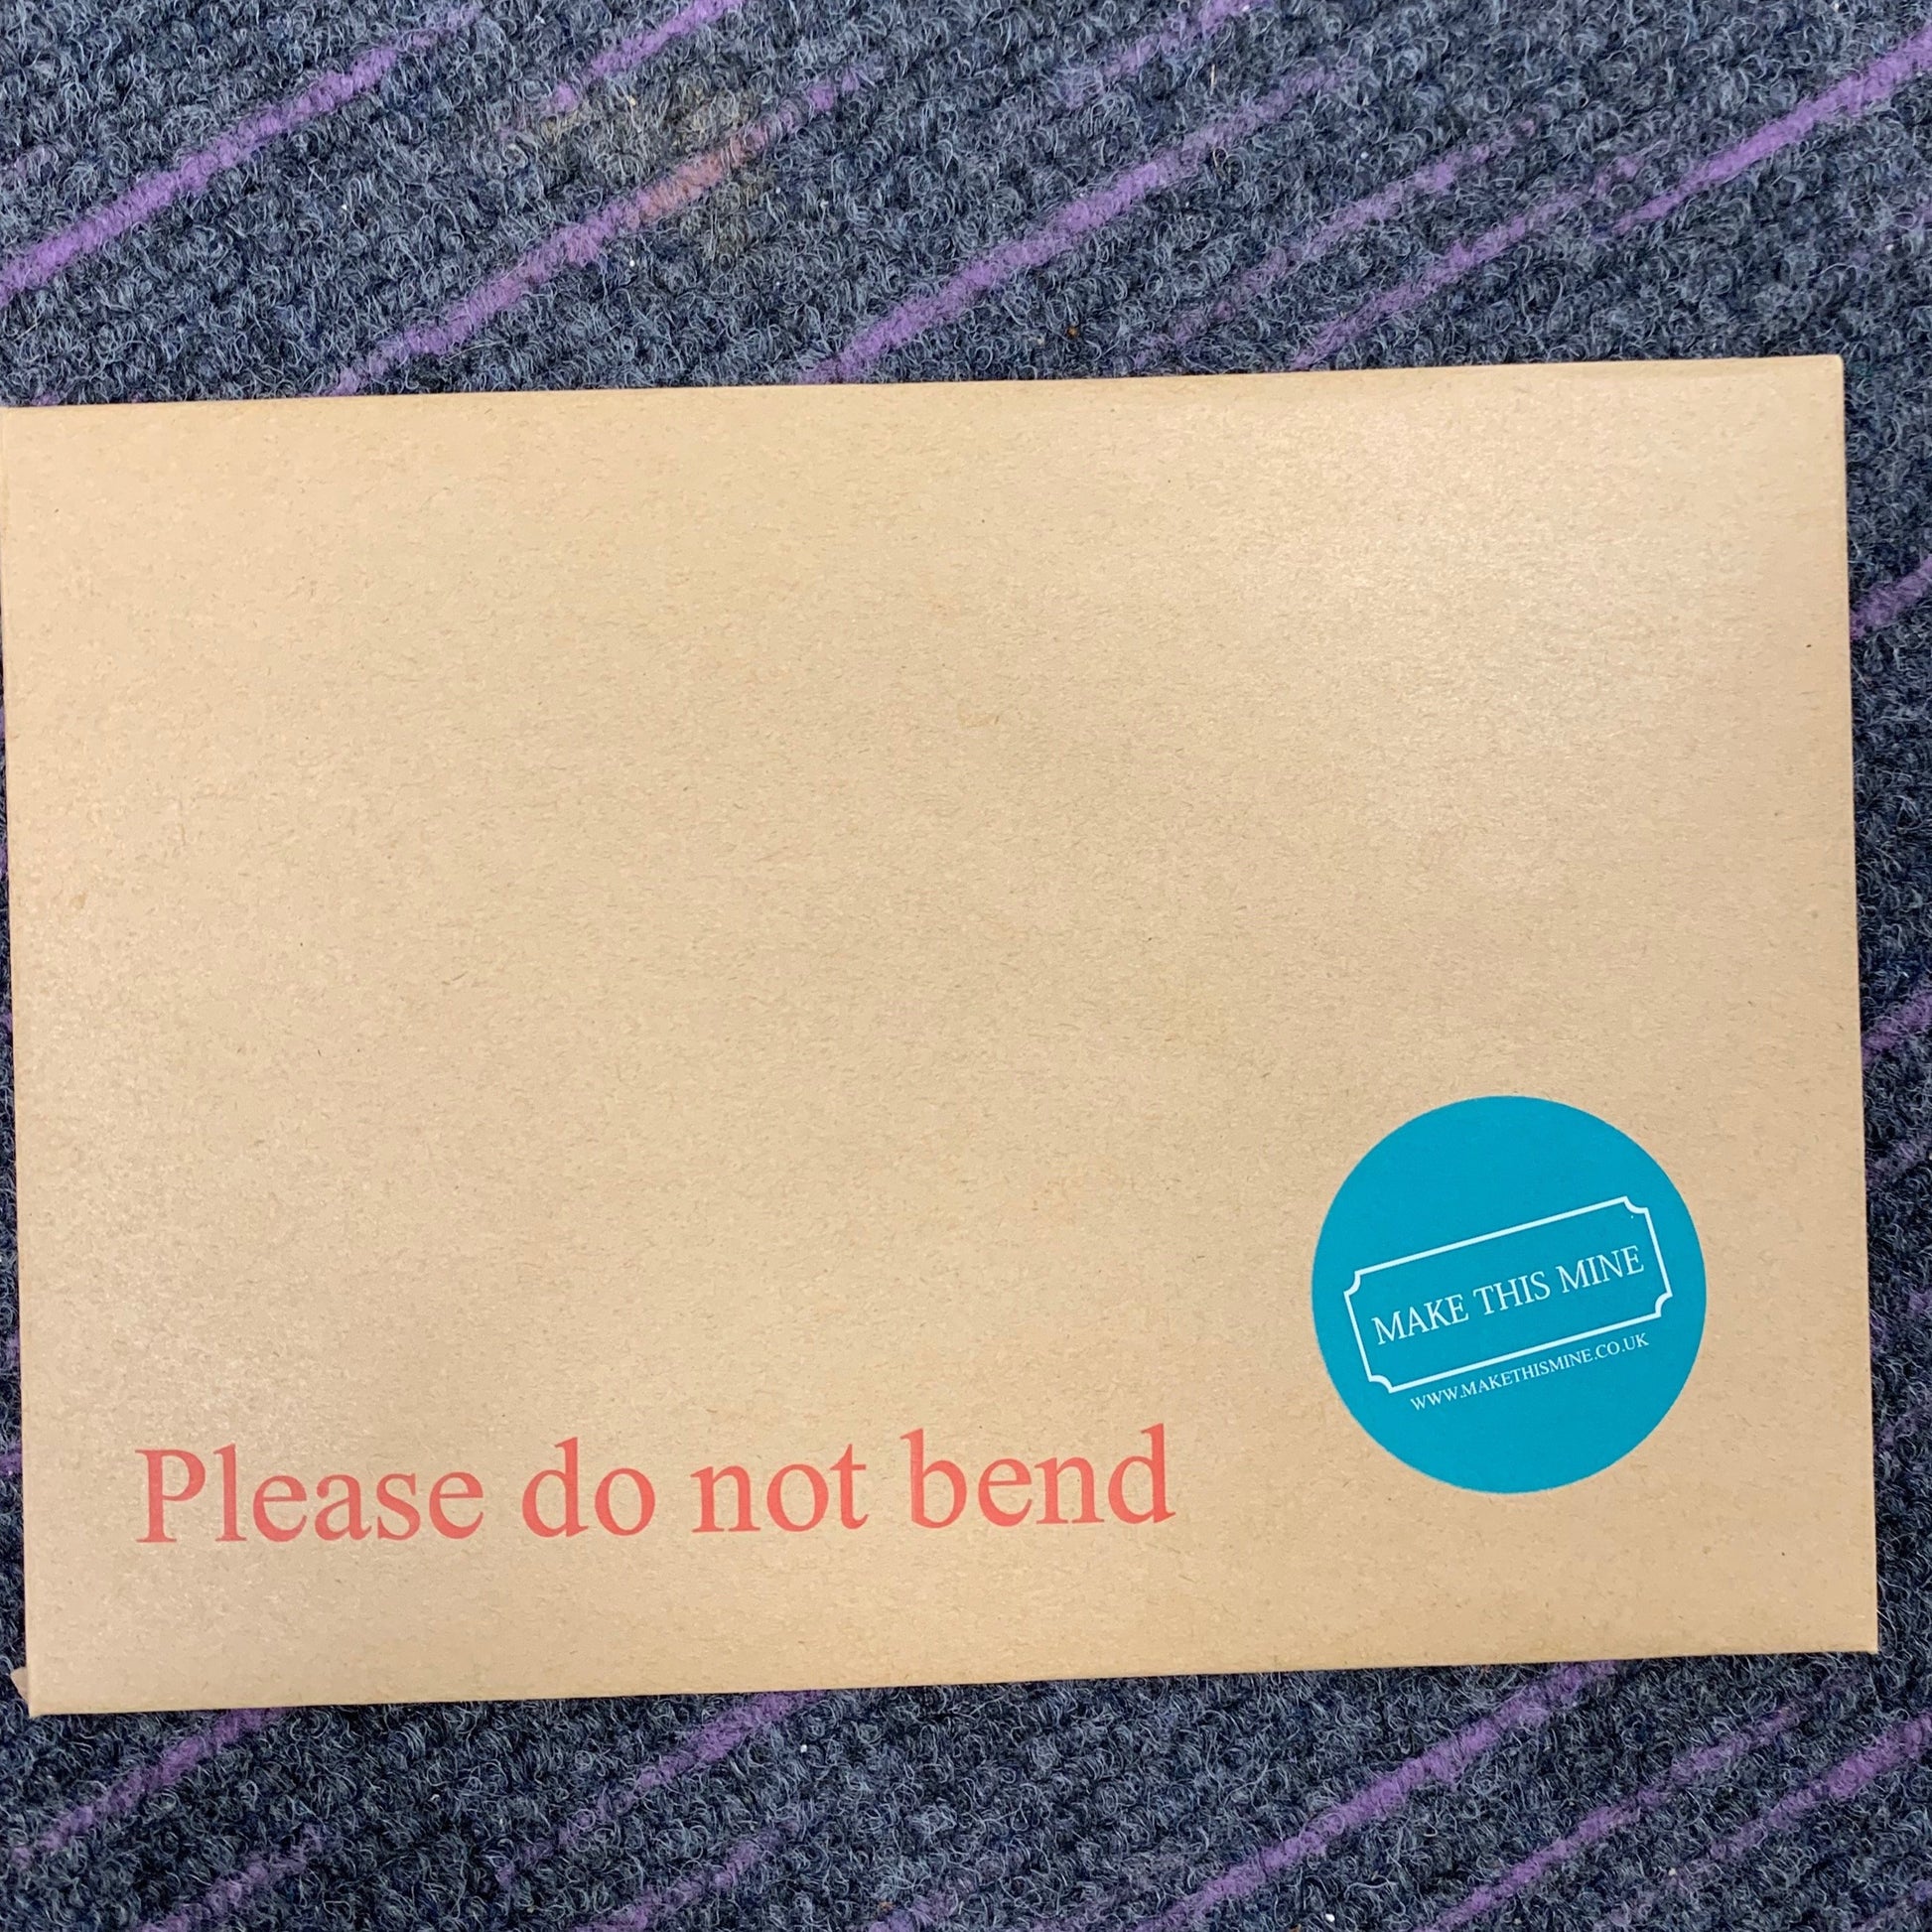 Please do not bend
MAKE THIS MINE
WWW.MAKETHISMINE.CO.UK